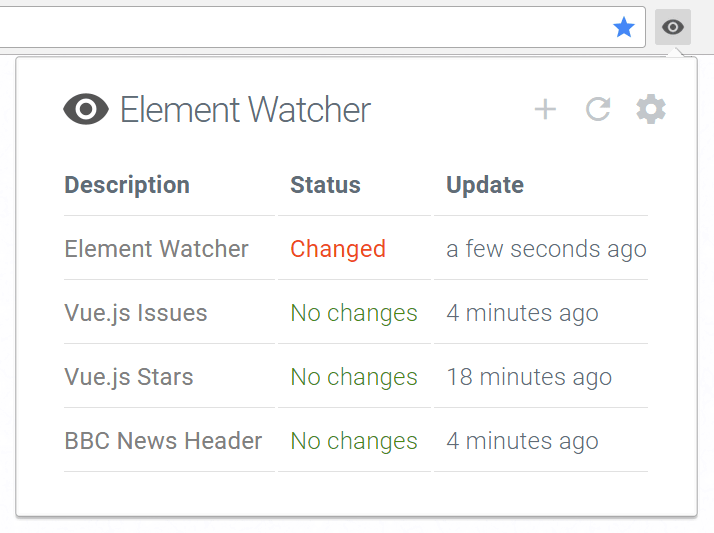 Element Watcher
Description Status Update
Element Watcher Changed a few seconds ago
Vue.js Issues No changes 4 minutes ago
Vue.js Stars No changes 18 minutes ago
BBC News Header No changes 4 minutes ago